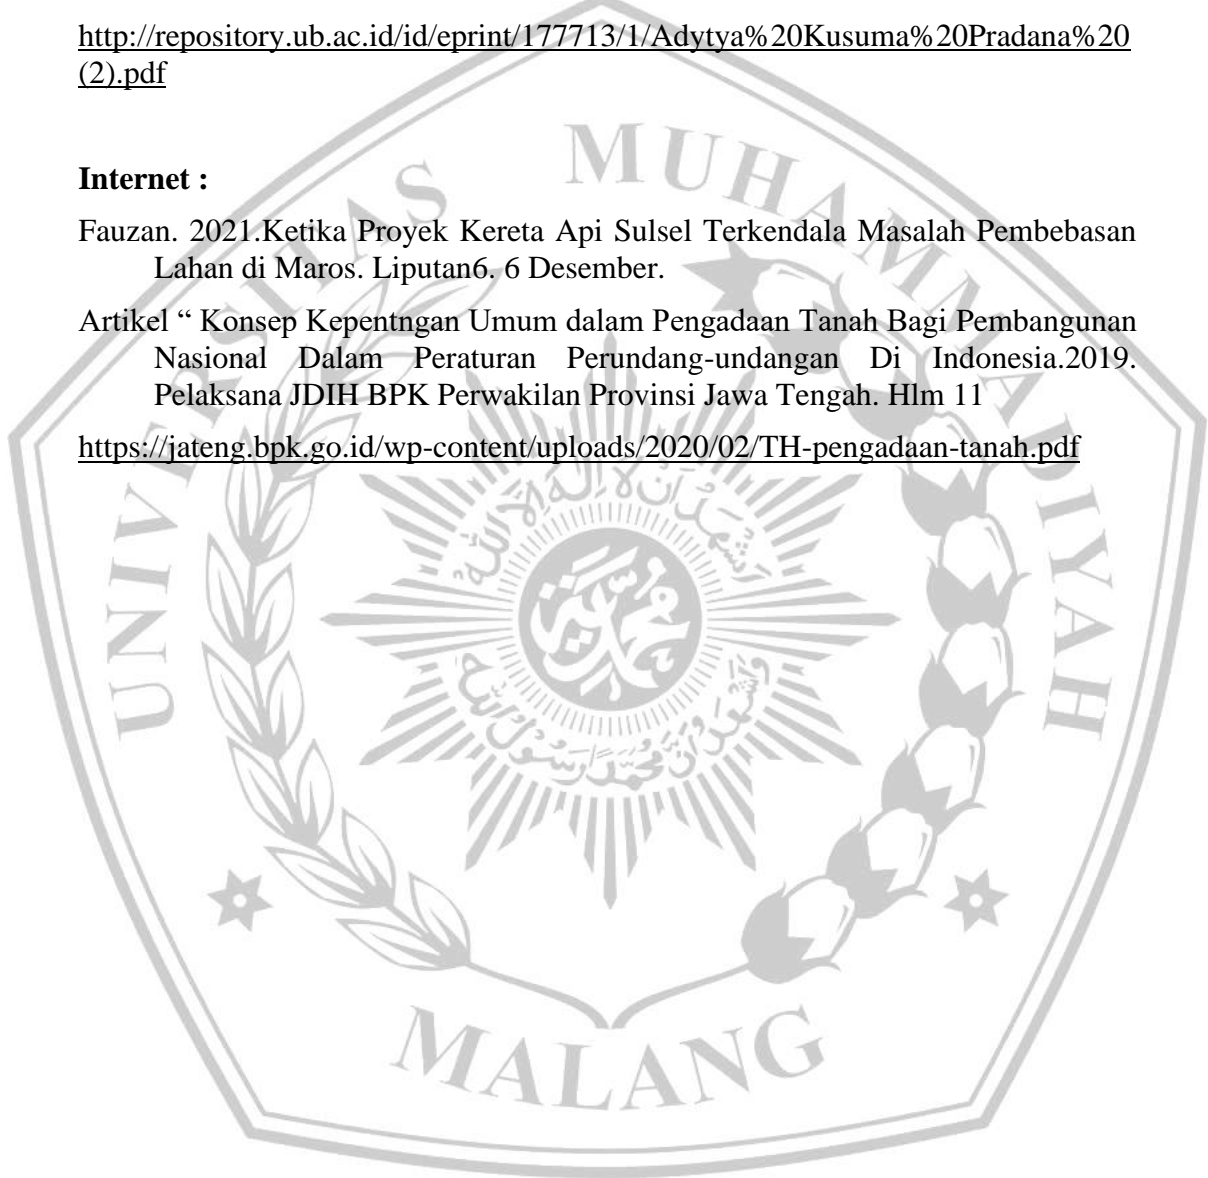 http://repository.ub.ac.id/id/eprint/177713/1/Adytya%20Kusuma%20Pradana%20
(2).pdf
Internet :
Fauzan. 2021.Ketika Proyek Kereta Api Sulsel Terkendala Masalah Pembebasan
Lahan di Maros. Liputan6. 6 Desember.
Artikel “ Konsep Kepentngan Umum dalam Pengadaan Tanah Bagi Pembangunan
Nasional Dalam Peraturan Perundang-undangan Di Indonesia.2019.
Pelaksana JDIH BPK Perwakilan Provinsi Jawa Tengah. Hlm 11
https://jateng.bpk.go.id/wp-content/uploads/2020/02/TH-pengadaan-tanah.pdf
UNIVERSITAS MUHAMMADIYAH
MALANG